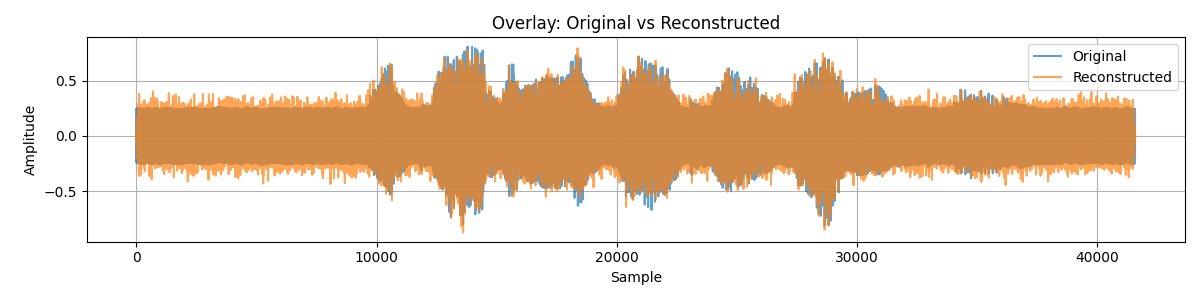 Overlay: Original vs Reconstructed
Original
Reconstructed
Amplitude
0.5
0.0
−0.5
0
10000
20000
30000
40000
Sample